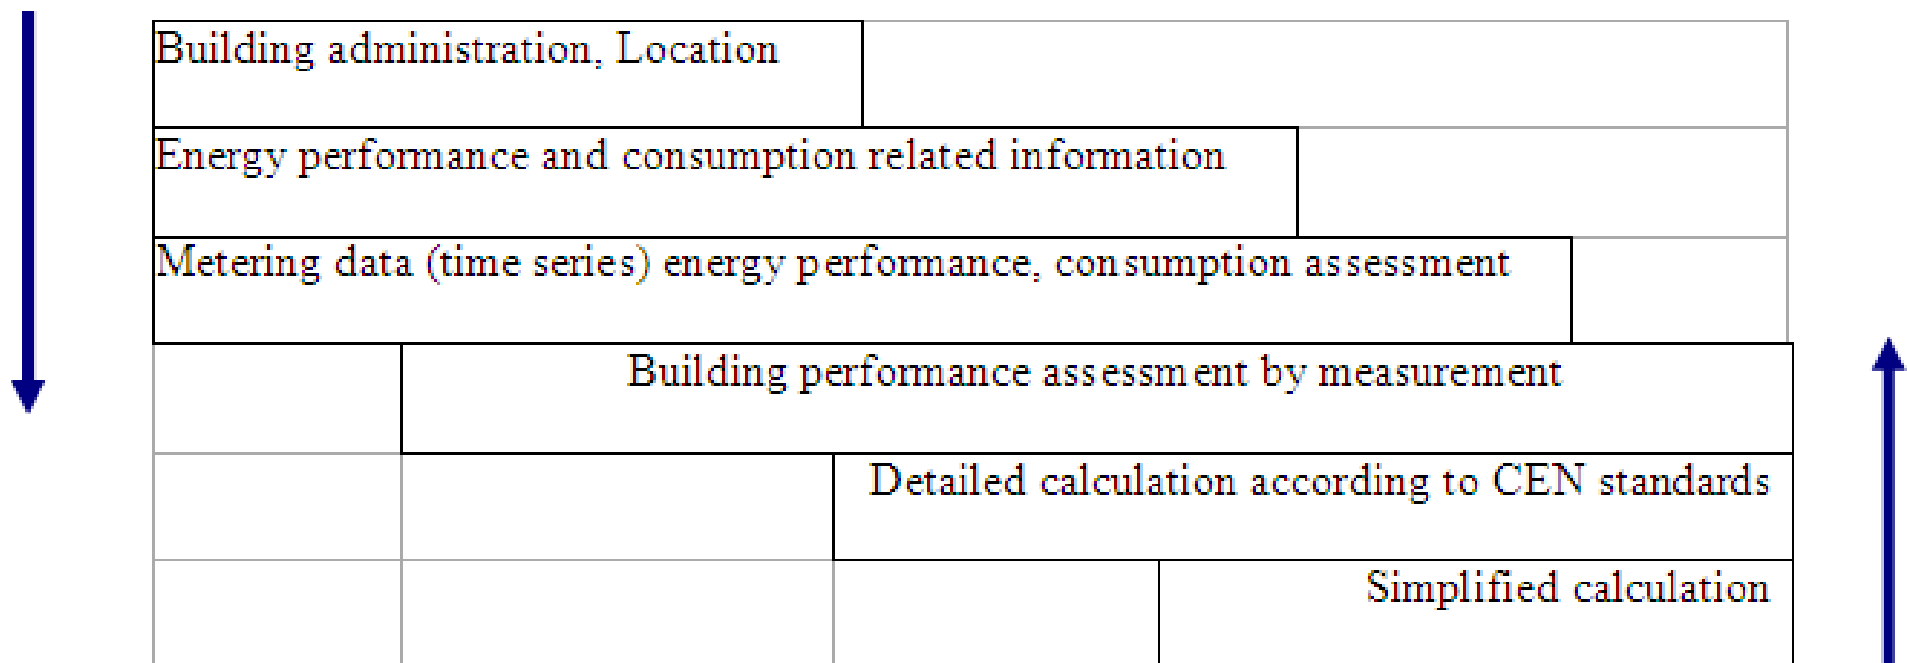 Building administration, Location
Energy performance and consumption related information
Metering data (time series) energy performance, consumption assessment
Building performance assessment by measurement
Detailed calculation according to CEN standards
Simplified calculation